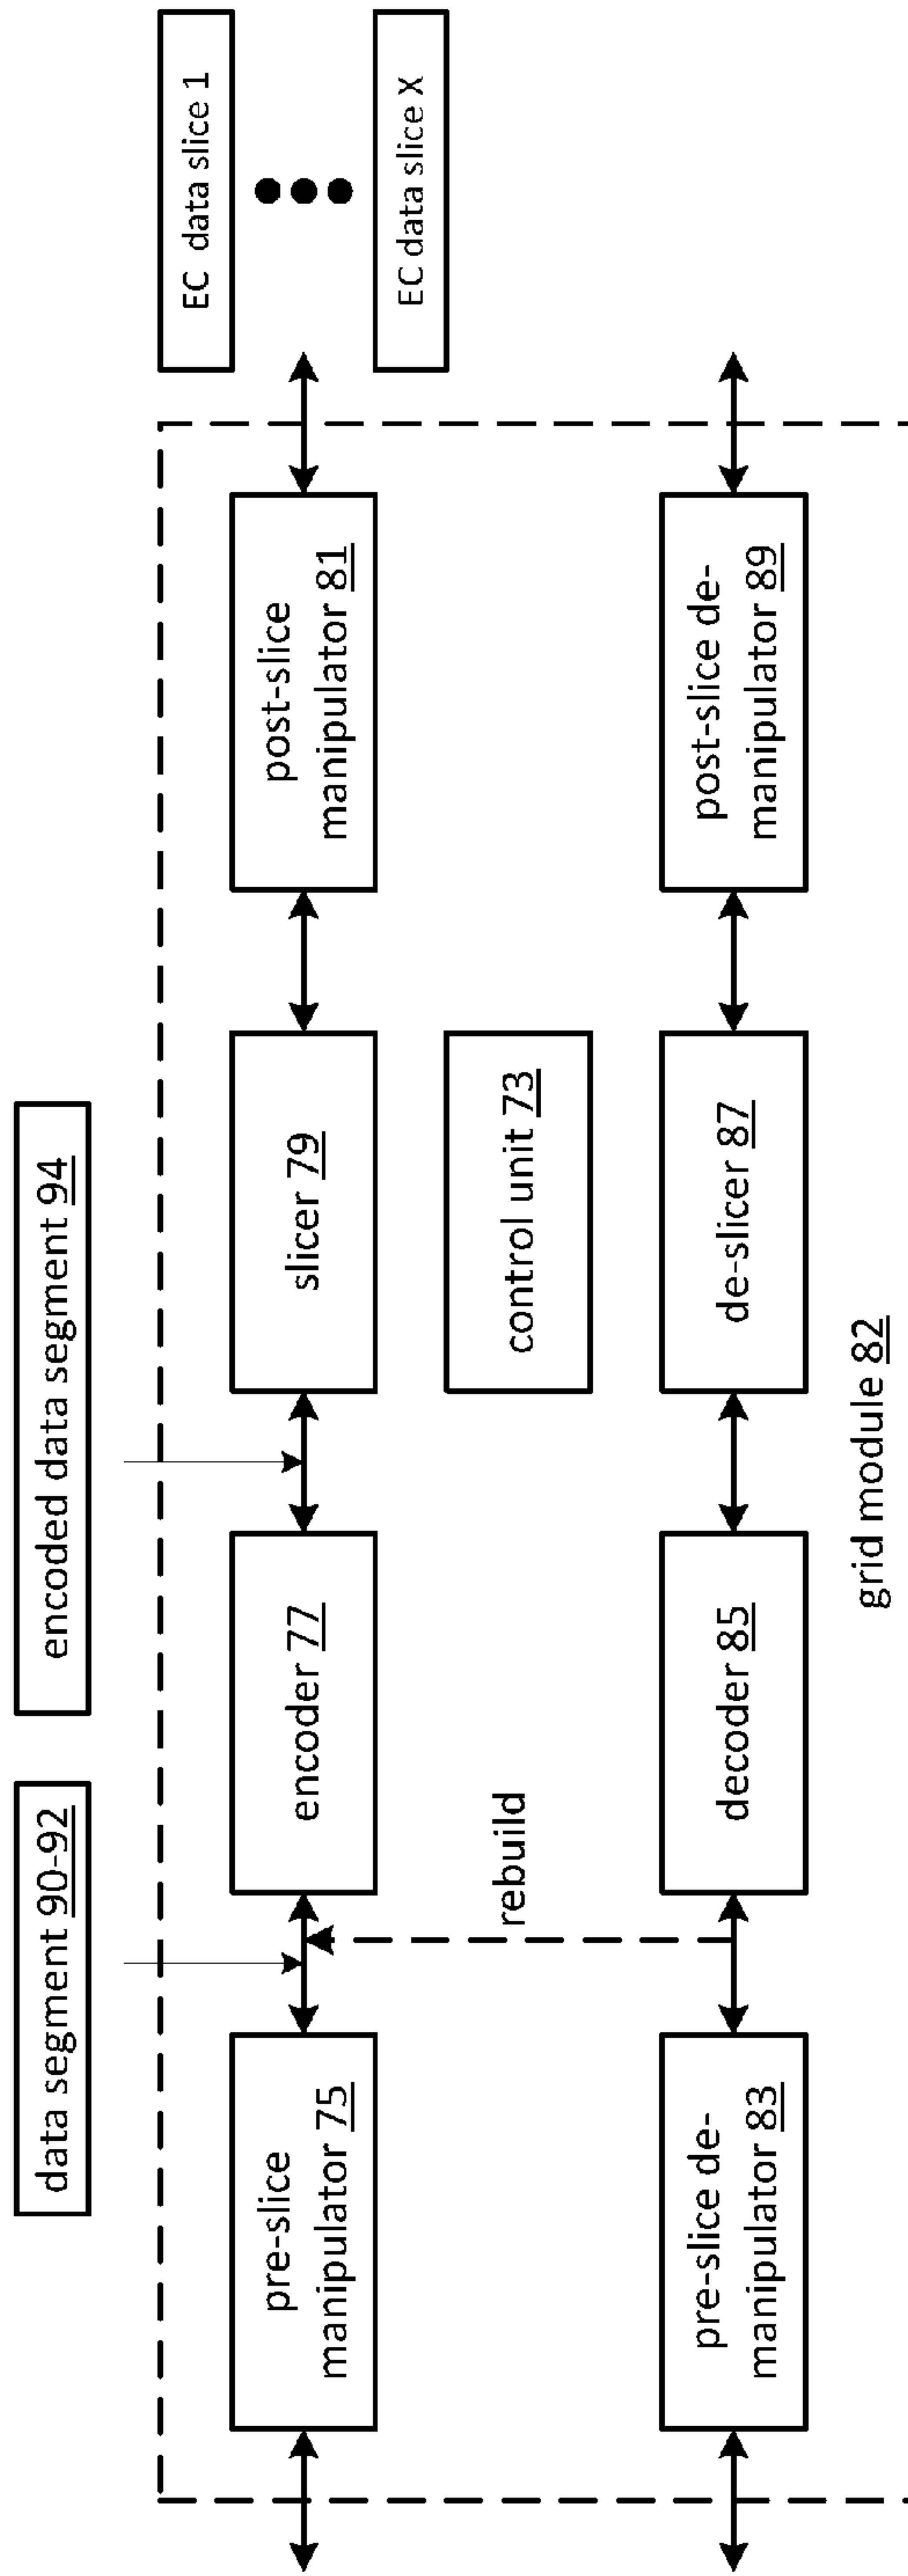 data segment 90-92
encoded data segment 94
pre-slice
manipulator 75
encoder 77
slicer 79
post-slice
manipulator 81
EC data slice 1
EC data slice X
rebuild
control unit 73
pre-slice de-
manipulator 83
decoder 85
de-slicer 87
post-slice de-
manipulator 89
grid module 82